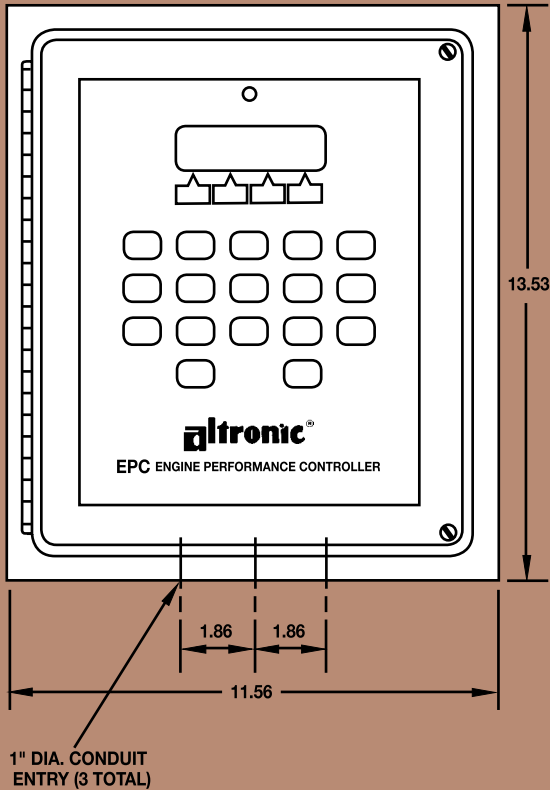 13.53
altronic®
EPC ENGINE PERFORMANCE CONTROLLER
1.86 1.86
11.56
1" DIA. CONDUIT
ENTRY (3 TOTAL)